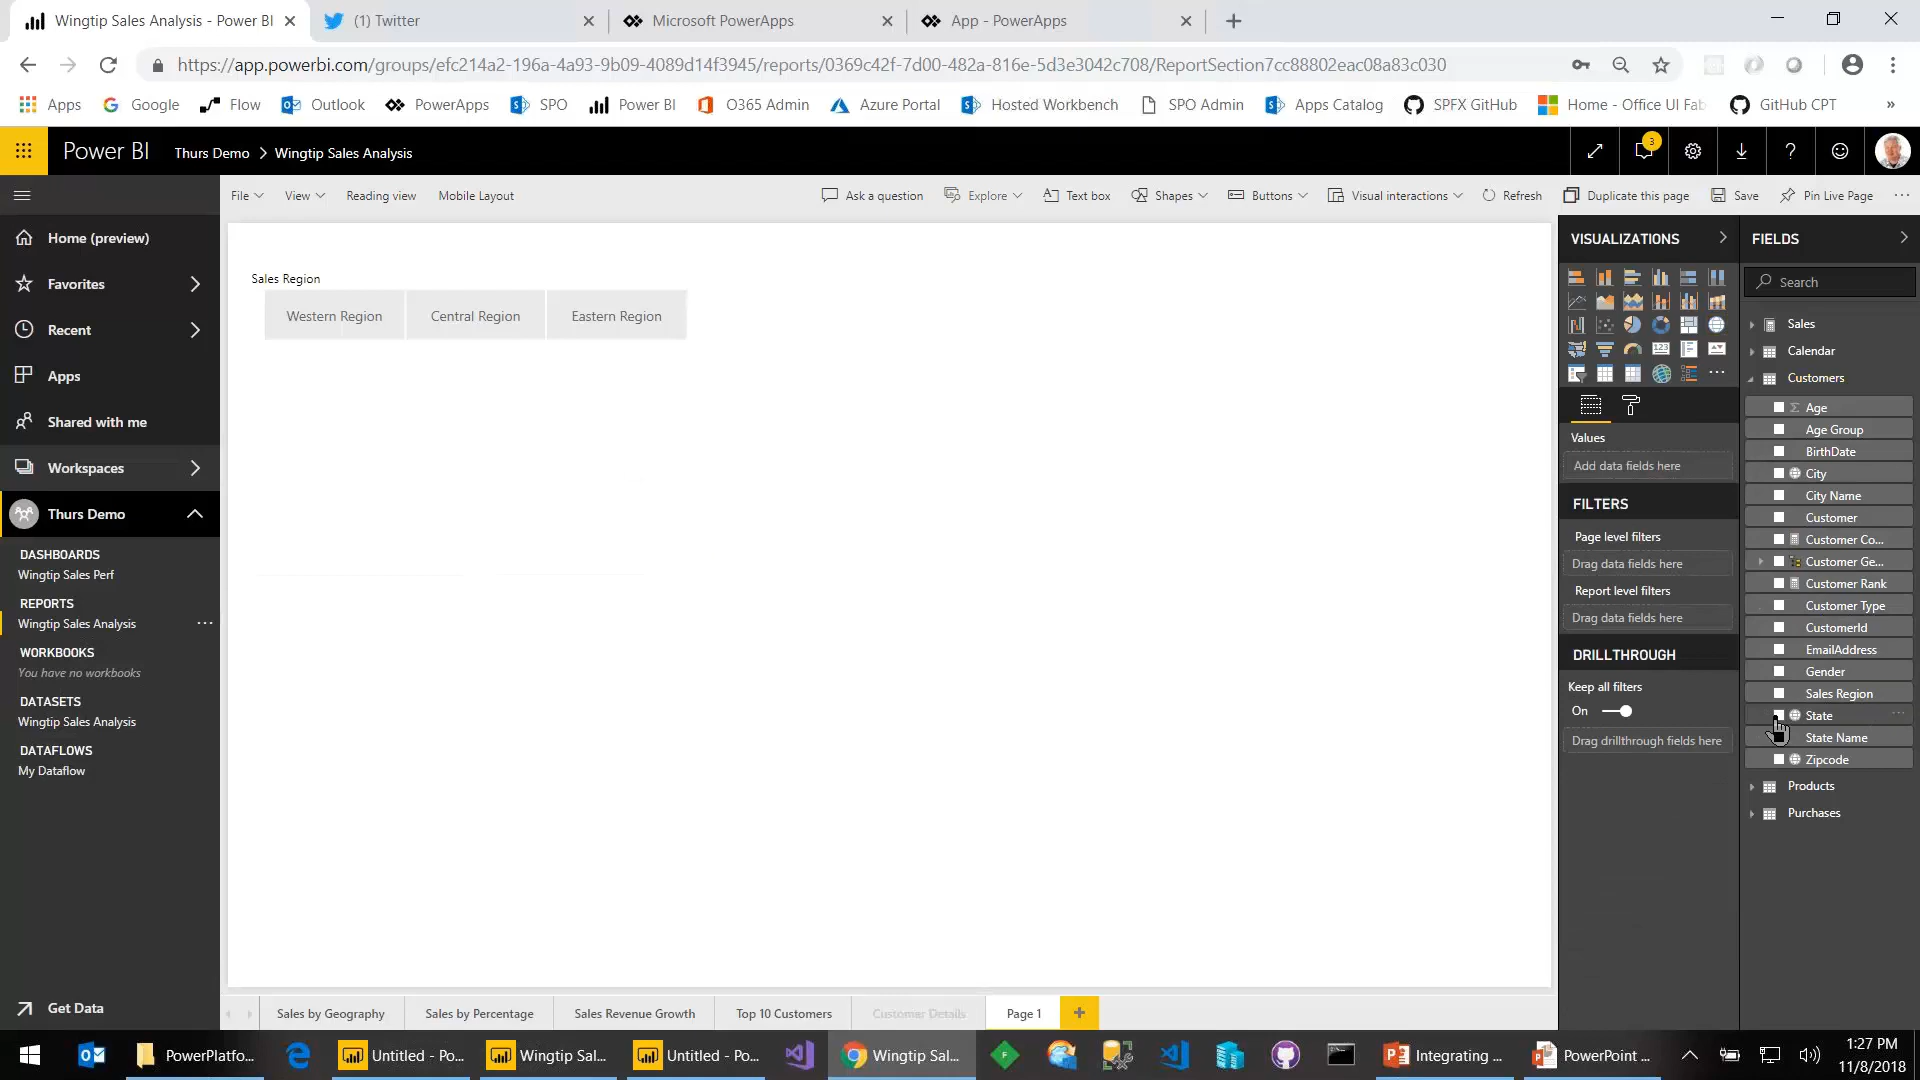 Wingtip Sales Analysis - Power BI
(1) Twitter
Microsoft PowerApps
App - PowerApps
https://app.powerbi.com/groups/efc214a2-196a-4a93-9b09-4089d14f3945/reports/0369c42f-7d00-482a-816e-5d3e3042c708/ReportSection7cc88802eac08a83c030
Apps
Google
Flow
Outlook
PowerApps
SPO
Power BI
O365 Admin
Azure Portal
Hosted Workbench
SPO Admin
Apps Catalog
SPFX GitHub
Home - Office UI Fab
GitHub CPT
»
Power BI
Thurs Demo > Wingtip Sales Analysis
3
File
View
Reading view
Mobile Layout
Ask a question
Explore
Text box
Shapes
Buttons
Visual interactions
Refresh
Duplicate this page
Save
Pin Live Page
Home (preview)
Favorites
Recent
Apps
Shared with me
Workspaces
Thurs Demo
DASHBOARDS
Wingtip Sales Perf
REPORTS
Wingtip Sales Analysis
WORKBOOKS
You have no workbooks
DATASETS
Wingtip Sales Analysis
DATAFLOWS
My Dataflow
Get Data
Sales Region
Western Region
Central Region
Eastern Region
VISUALIZATIONS
123
Values
Add data fields here
FILTERS
Page level filters
Drag data fields here
Report level filters
Drag data fields here
DRILLTHROUGH
Keep all filters
On
Drag drillthrough fields here
FIELDS
Search
Sales
Calendar
Customers
Age
Age Group
BirthDate
City
City Name
Customer
Customer Co...
Customer Ge...
Customer Rank
Customer Type
CustomerId
EmailAddress
Gender
Sales Region
State
State Name
Zipcode
Products
Purchases
Sales by Geography
Sales by Percentage
Sales Revenue Growth
Top 10 Customers
Customer Details
Page 1
PowerPlatfo...
Untitled - Po...
Wingtip Sal...
Untitled - Po...
Wingtip Sal...
Integrating ...
PowerPoint ...
1:27 PM
11/8/2018